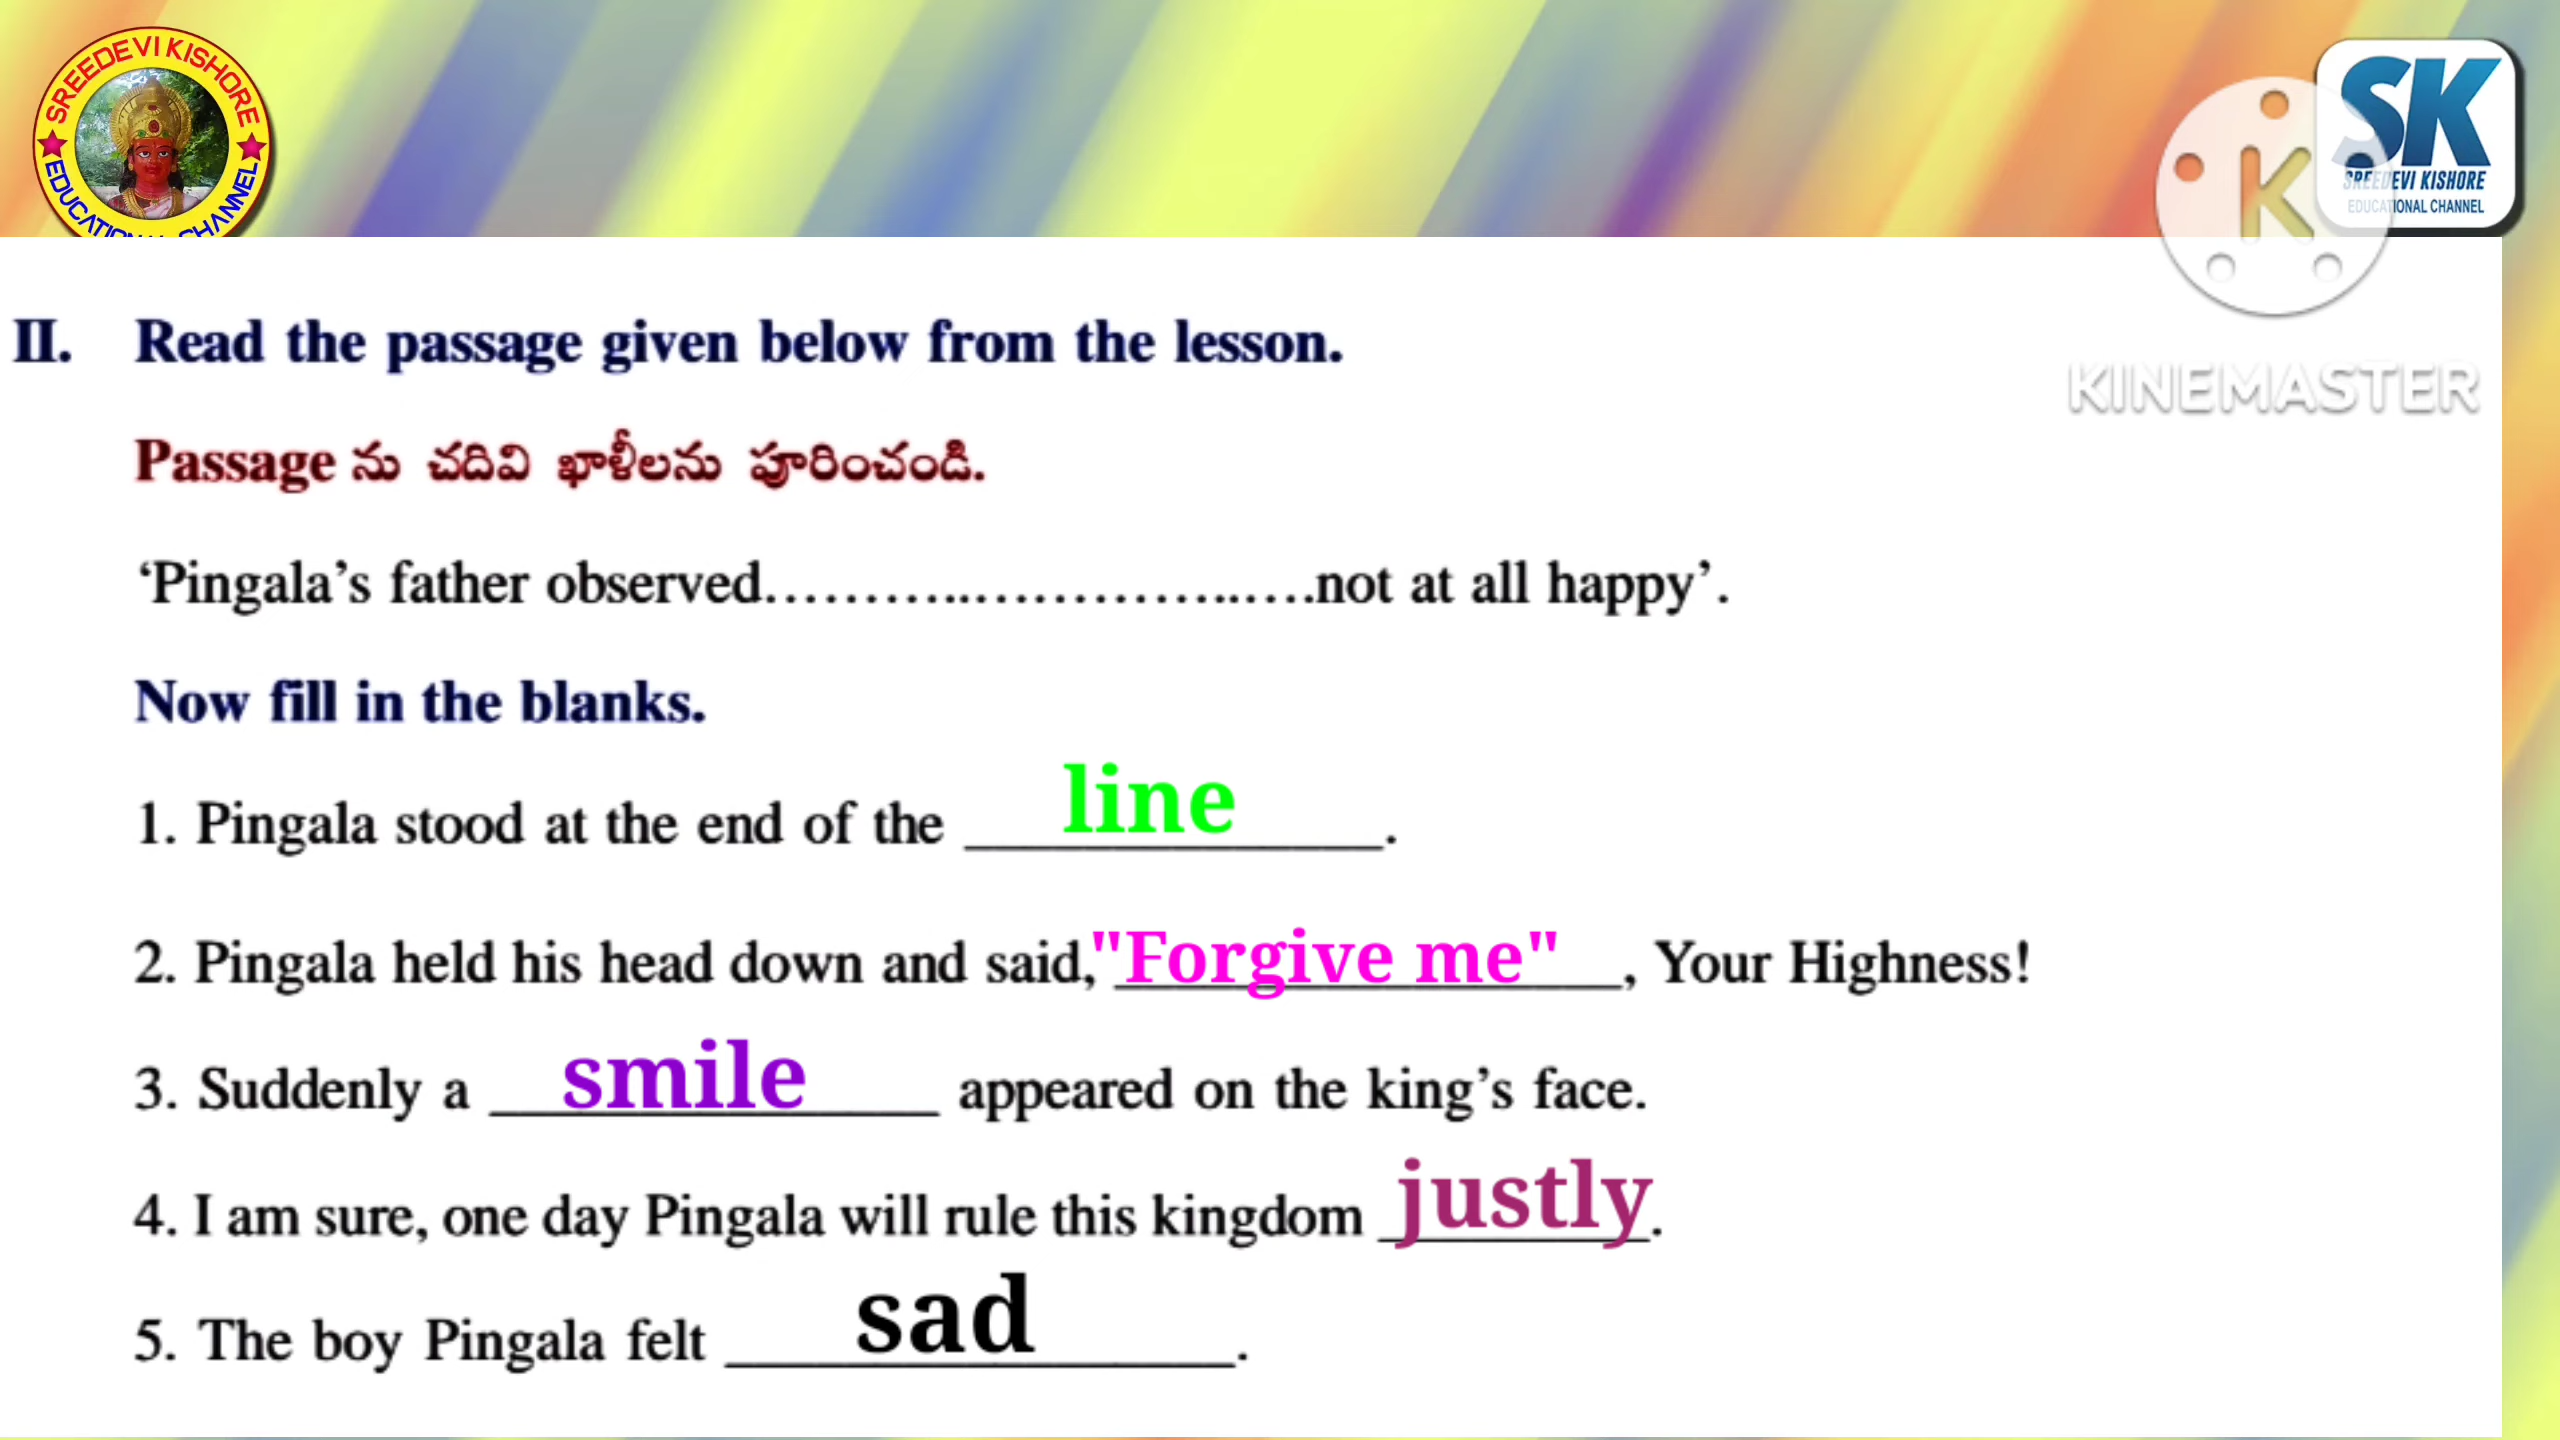 SREEDEVI KISHORE
EDUCATIONAL CHANNEL
SK
SREEDEVI KISHORE
EDUCATIONAL CHANNEL
K
KINEMASTER
II. Read the passage given below from the lesson.
Passage ను చదివి ఖాళీలను పూరించండి.
‘Pingala’s father observed…………..…………..….not at all happy’.
Now fill in the blanks.
1. Pingala stood at the end of the line.
2. Pingala held his head down and said, "Forgive me", Your Highness!
3. Suddenly a smile appeared on the king’s face.
4. I am sure, one day Pingala will rule this kingdom justly.
5. The boy Pingala felt sad.